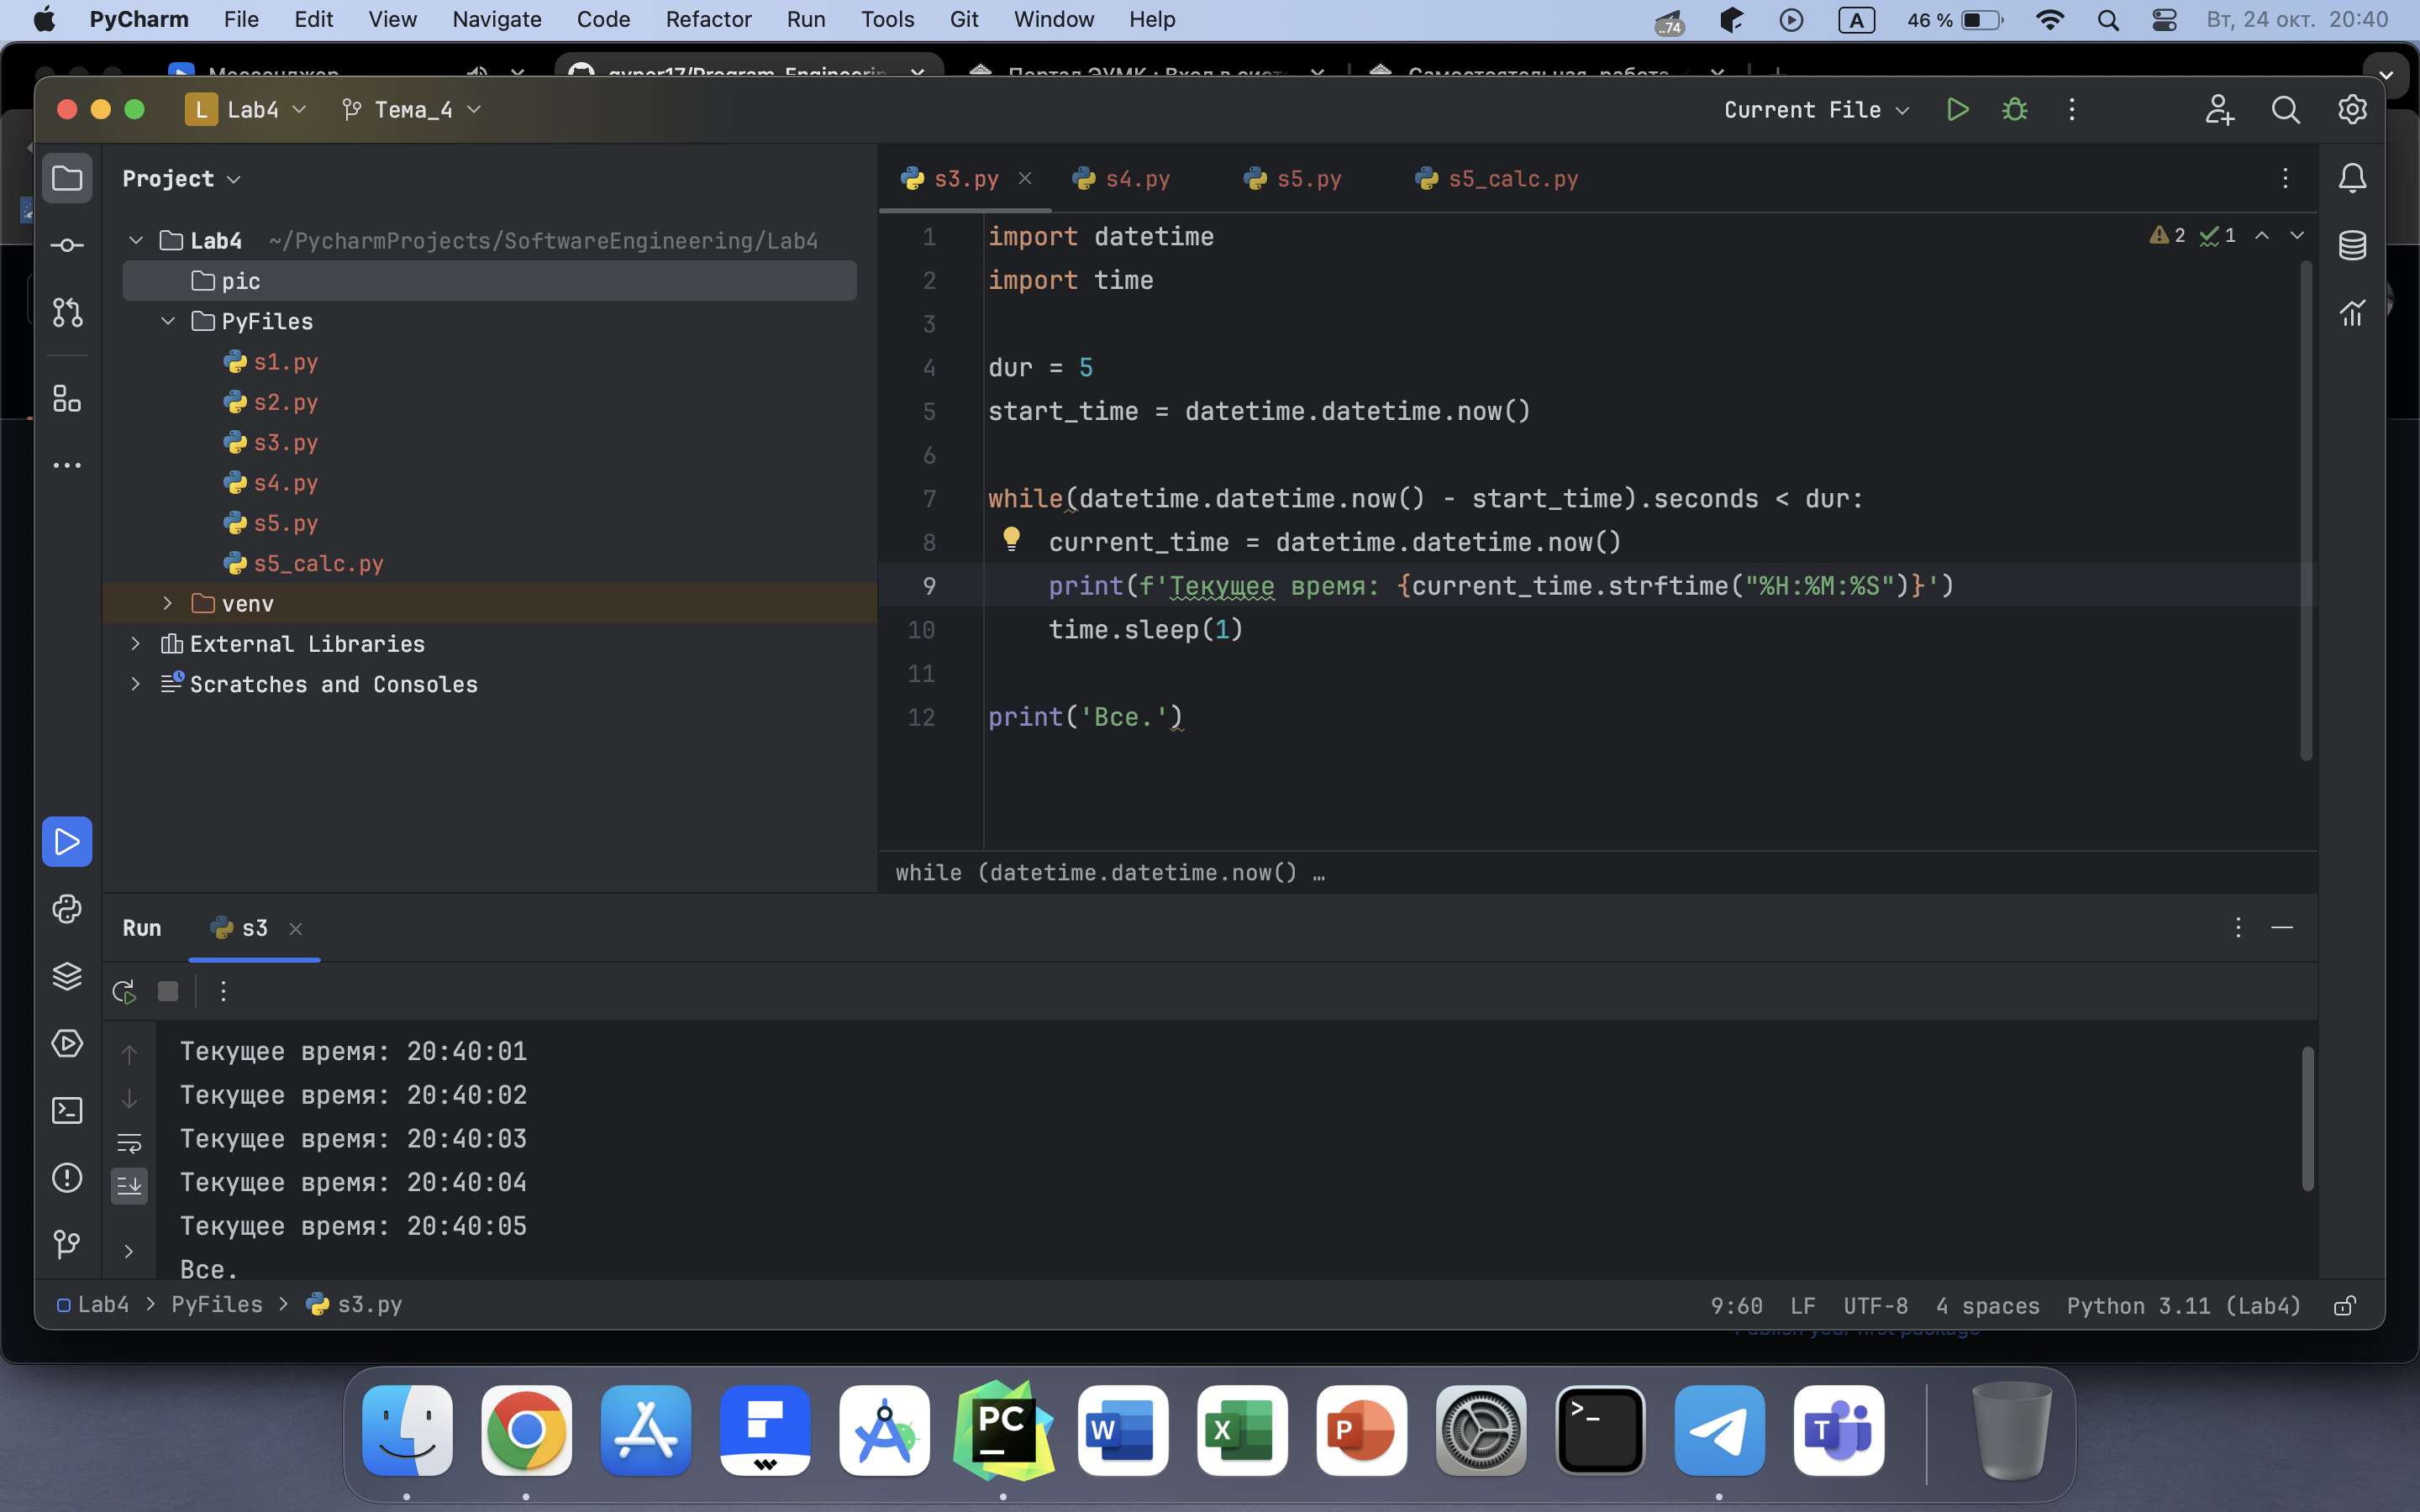 PyCharm File Edit View Navigate Code Refactor Run Tools Git Window Help ..74 A 46 % Вт, 24 окт. 20:40
L Lab4 Тема_4 Current File
Project
Lab4 ~/PycharmProjects/SoftwareEngineering/Lab4
pic
PyFiles
s1.py
s2.py
s3.py
s4.py
s5.py
s5_calc.py
venv
External Libraries
Scratches and Consoles
s3.py s4.py s5.py s5_calc.py
2 1
1 import datetime
2 import time
3
4 dur = 5
5 start_time = datetime.datetime.now()
6
7 while(datetime.datetime.now() - start_time).seconds < dur:
8 current_time = datetime.datetime.now()
9 print(f'Текущее время: {current_time.strftime("%H:%M:%S")}')
10 time.sleep(1)
11
12 print('Все.')
while (datetime.datetime.now() …
Run s3
Текущее время: 20:40:01
Текущее время: 20:40:02
Текущее время: 20:40:03
Текущее время: 20:40:04
Текущее время: 20:40:05
Все.
Lab4 > PyFiles > s3.py 9:60 LF UTF-8 4 spaces Python 3.11 (Lab4)
PC W X P >_ T